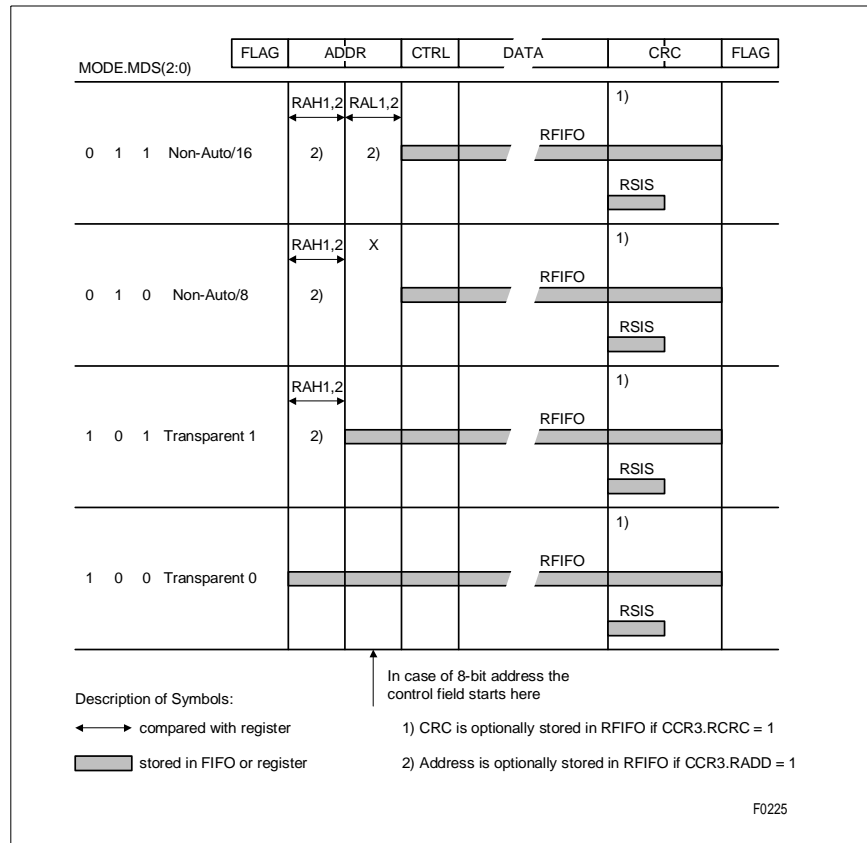 FLAG ADDR CTRL DATA CRC FLAG
MODE.MDS(2:0)
RAH1,2 RAL1,2 1)
RFIFO
0 1 1 Non-Auto/16 2) 2)
RSIS
RAH1,2 X 1)
RFIFO
0 1 0 Non-Auto/8 2)
RSIS
RAH1,2 1)
RFIFO
1 0 1 Transparent 1 2)
RSIS
1)
RFIFO
1 0 0 Transparent 0
RSIS
In case of 8-bit address the
control field starts here
Description of Symbols:
compared with register
1) CRC is optionally stored in RFIFO if CCR3.RCRC = 1
stored in FIFO or register
2) Address is optionally stored in RFIFO if CCR3.RADD = 1
F0225